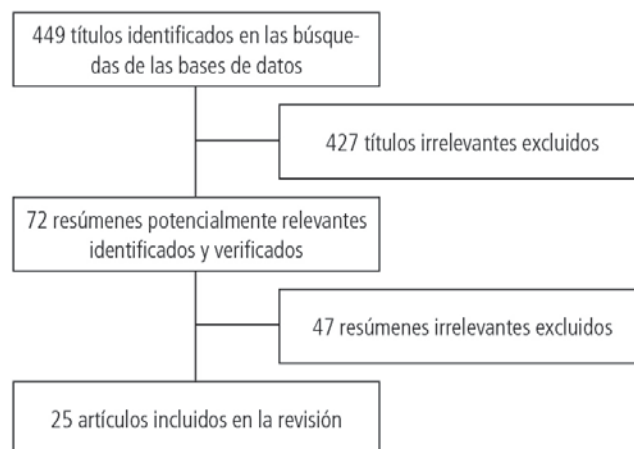 449 títulos identificados en las búsque-
das de las bases de datos
427 títulos irrelevantes excluidos
72 resúmenes potencialmente relevantes
identificados y verificados
47 resúmenes irrelevantes excluidos
25 artículos incluidos en la revisión